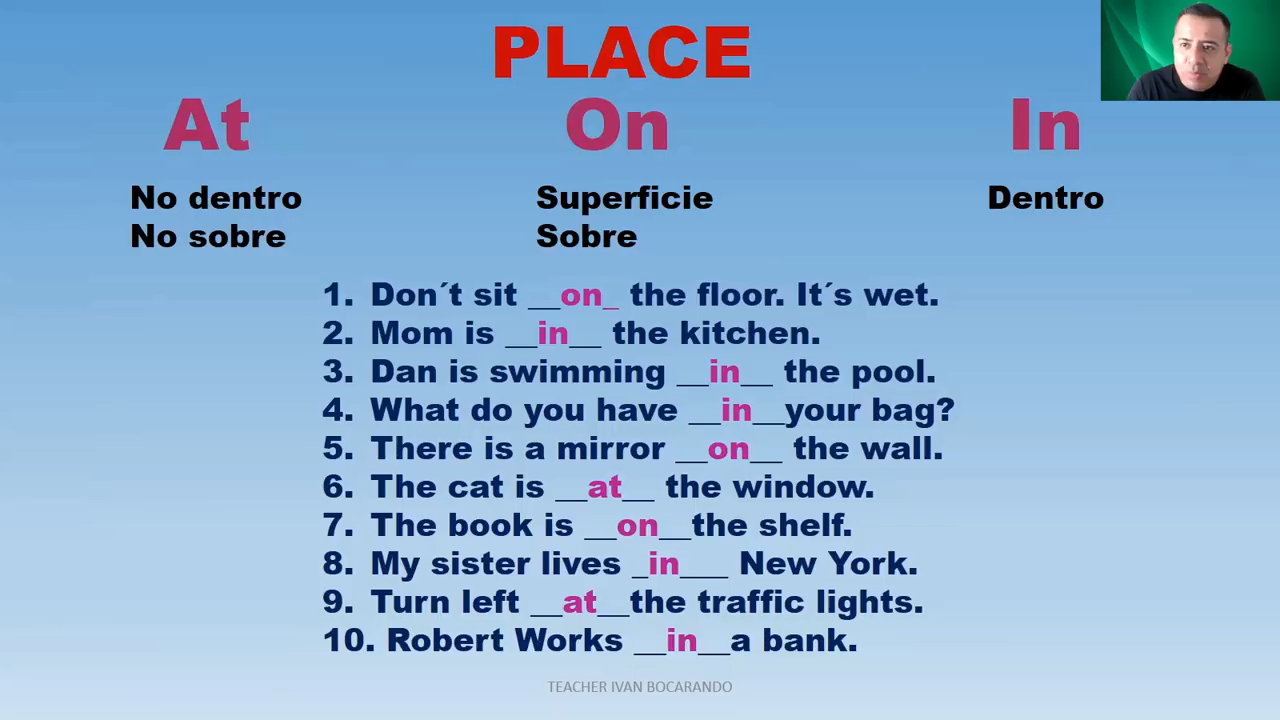 PLACE
At On In
No dentro Superficie Dentro
No sobre Sobre
1. Don´t sit __on_ the floor. It´s wet.
2. Mom is __in__ the kitchen.
3. Dan is swimming __in__ the pool.
4. What do you have __in__your bag?
5. There is a mirror __on__ the wall.
6. The cat is __at__ the window.
7. The book is __on__the shelf.
8. My sister lives _in___ New York.
9. Turn left __at__the traffic lights.
10. Robert Works __in__a bank.
TEACHER IVAN BOCARANDO